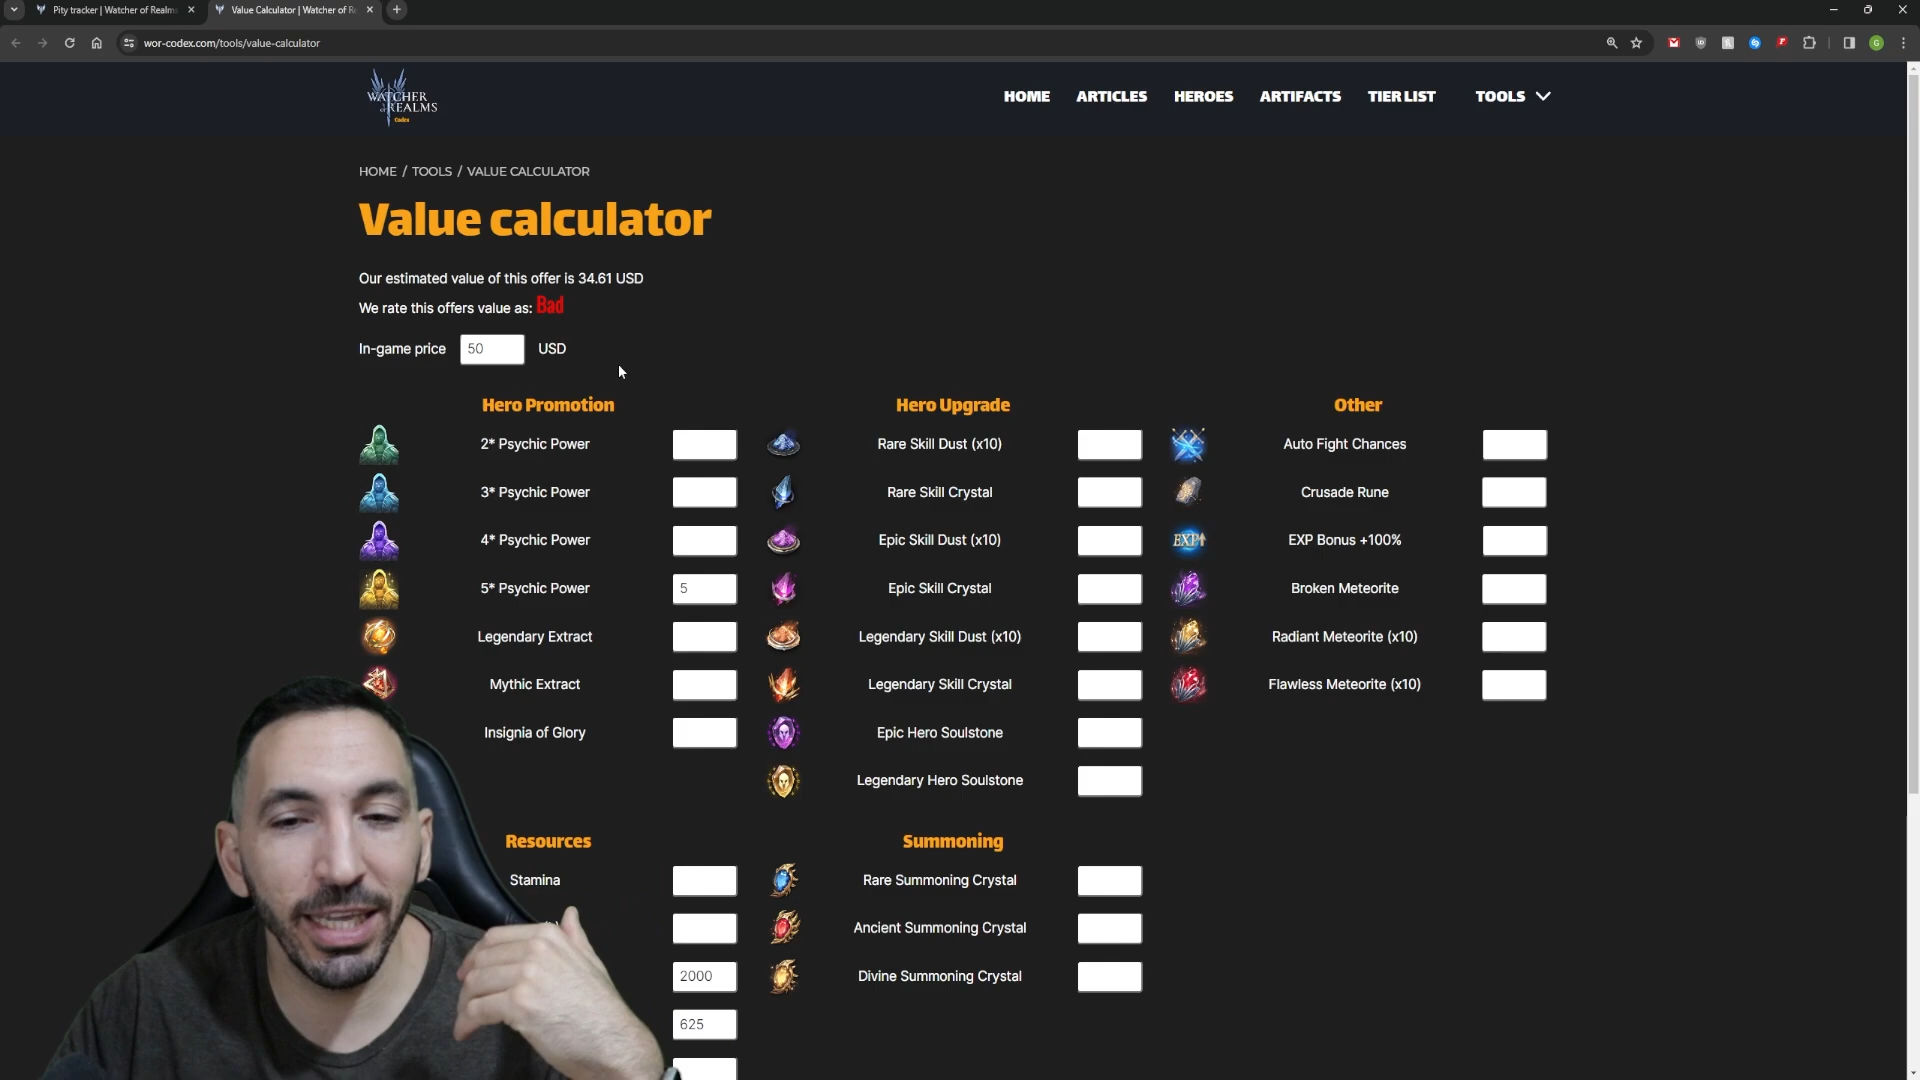 Pity tracker | Watcher of Realm
Value Calculator | Watcher of R
wor-codex.com/tools/value-calculator
WATCHER
of REALMS
Codex
HOME
ARTICLES
HEROES
ARTIFACTS
TIER LIST
TOOLS
HOME / TOOLS / VALUE CALCULATOR
Value calculator
Our estimated value of this offer is 34.61 USD
We rate this offers value as: Bad
In-game price 50 USD
Hero Promotion
2* Psychic Power
3* Psychic Power
4* Psychic Power
5* Psychic Power 5
Legendary Extract
Mythic Extract
Insignia of Glory
Hero Upgrade
Rare Skill Dust (x10)
Rare Skill Crystal
Epic Skill Dust (x10)
Epic Skill Crystal
Legendary Skill Dust (x10)
Legendary Skill Crystal
Epic Hero Soulstone
Legendary Hero Soulstone
Other
Auto Fight Chances
Crusade Rune
EXP
EXP Bonus +100%
Broken Meteorite
Radiant Meteorite (x10)
Flawless Meteorite (x10)
Resources
Stamina
2000
625
Summoning
Rare Summoning Crystal
Ancient Summoning Crystal
Divine Summoning Crystal